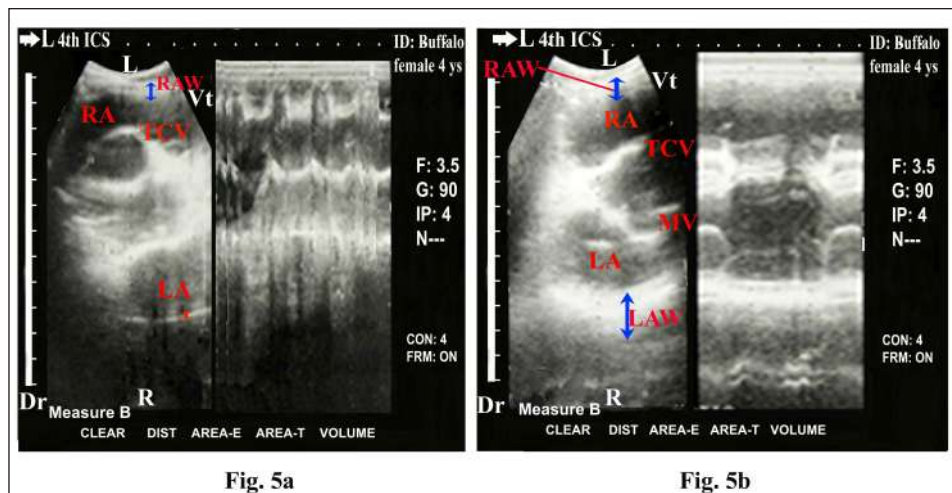 L 4th ICS
ID: Buffalo
female 4 ys
L
RAW
Vt
RA
TCV
F: 3.5
G: 90
IP: 4
N---
LA
CON: 4
FRM: ON
Dr
R
Measure B
CLEAR DIST AREA-E AREA-T VOLUME
Fig. 5a
L 4th ICS
ID: Buffalo
female 4 ys
L
RAW
Vt
RA
TCV
F: 3.5
G: 90
IP: 4
N---
MV
LA
LAW
CON: 4
FRM: ON
Dr
R
Measure B
CLEAR DIST AREA-E AREA-T VOLUME
Fig. 5b